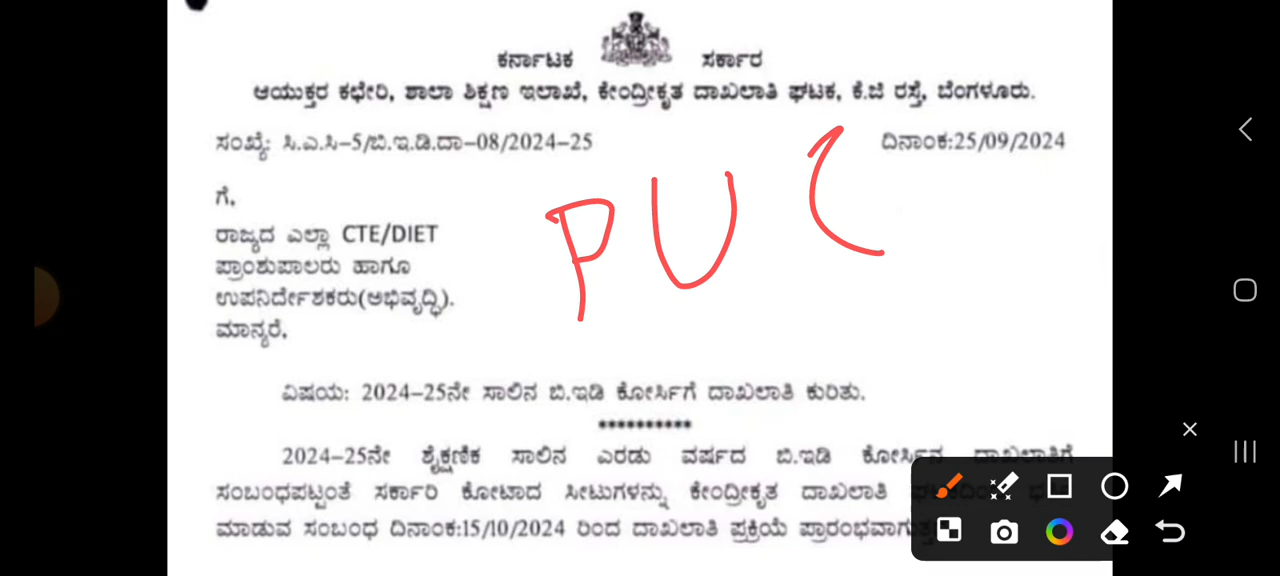 ಕರ್ನಾಟಕ ಸರ್ಕಾರ
ಆಯುಕ್ತರ ಕಛೇರಿ, ಶಾಲಾ ಶಿಕ್ಷಣ ಇಲಾಖೆ, ಕೇಂದ್ರೀಕೃತ ದಾಖಲಾತಿ ಘಟಕ, ಕೆ.ಜಿ ರಸ್ತೆ, ಬೆಂಗಳೂರು.
ಸಂಖ್ಯೆ: ಸಿ.ಎ.ಸಿ-5/ಬಿ.ಇ.ಡಿ.ದಾ-08/2024-25 ದಿನಾಂಕ:25/09/2024
PUC
ಗೆ,
ರಾಜ್ಯದ ಎಲ್ಲಾ CTE/DIET
ಪ್ರಾಂಶುಪಾಲರು ಹಾಗೂ
ಉಪನಿರ್ದೇಶಕರು(ಅಭಿವೃದ್ಧಿ).
ಮಾನ್ಯರೆ,
ವಿಷಯ: 2024-25ನೇ ಸಾಲಿನ ಬಿ.ಇಡಿ ಕೋರ್ಸಿಗೆ ದಾಖಲಾತಿ ಕುರಿತು.
**********
2024-25ನೇ ಶೈಕ್ಷಣಿಕ ಸಾಲಿನ ಎರಡು ವರ್ಷದ ಬಿ.ಇಡಿ ಕೋರ್ಸಿನ ದಾಖಲಾತಿಗೆ
ಸಂಬಂಧಪಟ್ಟಂತೆ ಸರ್ಕಾರಿ ಕೋಟಾದ ಸೀಟುಗಳನ್ನು ಕೇಂದ್ರೀಕೃತ ದಾಖಲಾತಿ
ಮಾಡುವ ಸಂಬಂಧ ದಿನಾಂಕ:15/10/2024 ರಿಂದ ದಾಖಲಾತಿ ಪ್ರಕ್ರಿಯೆ